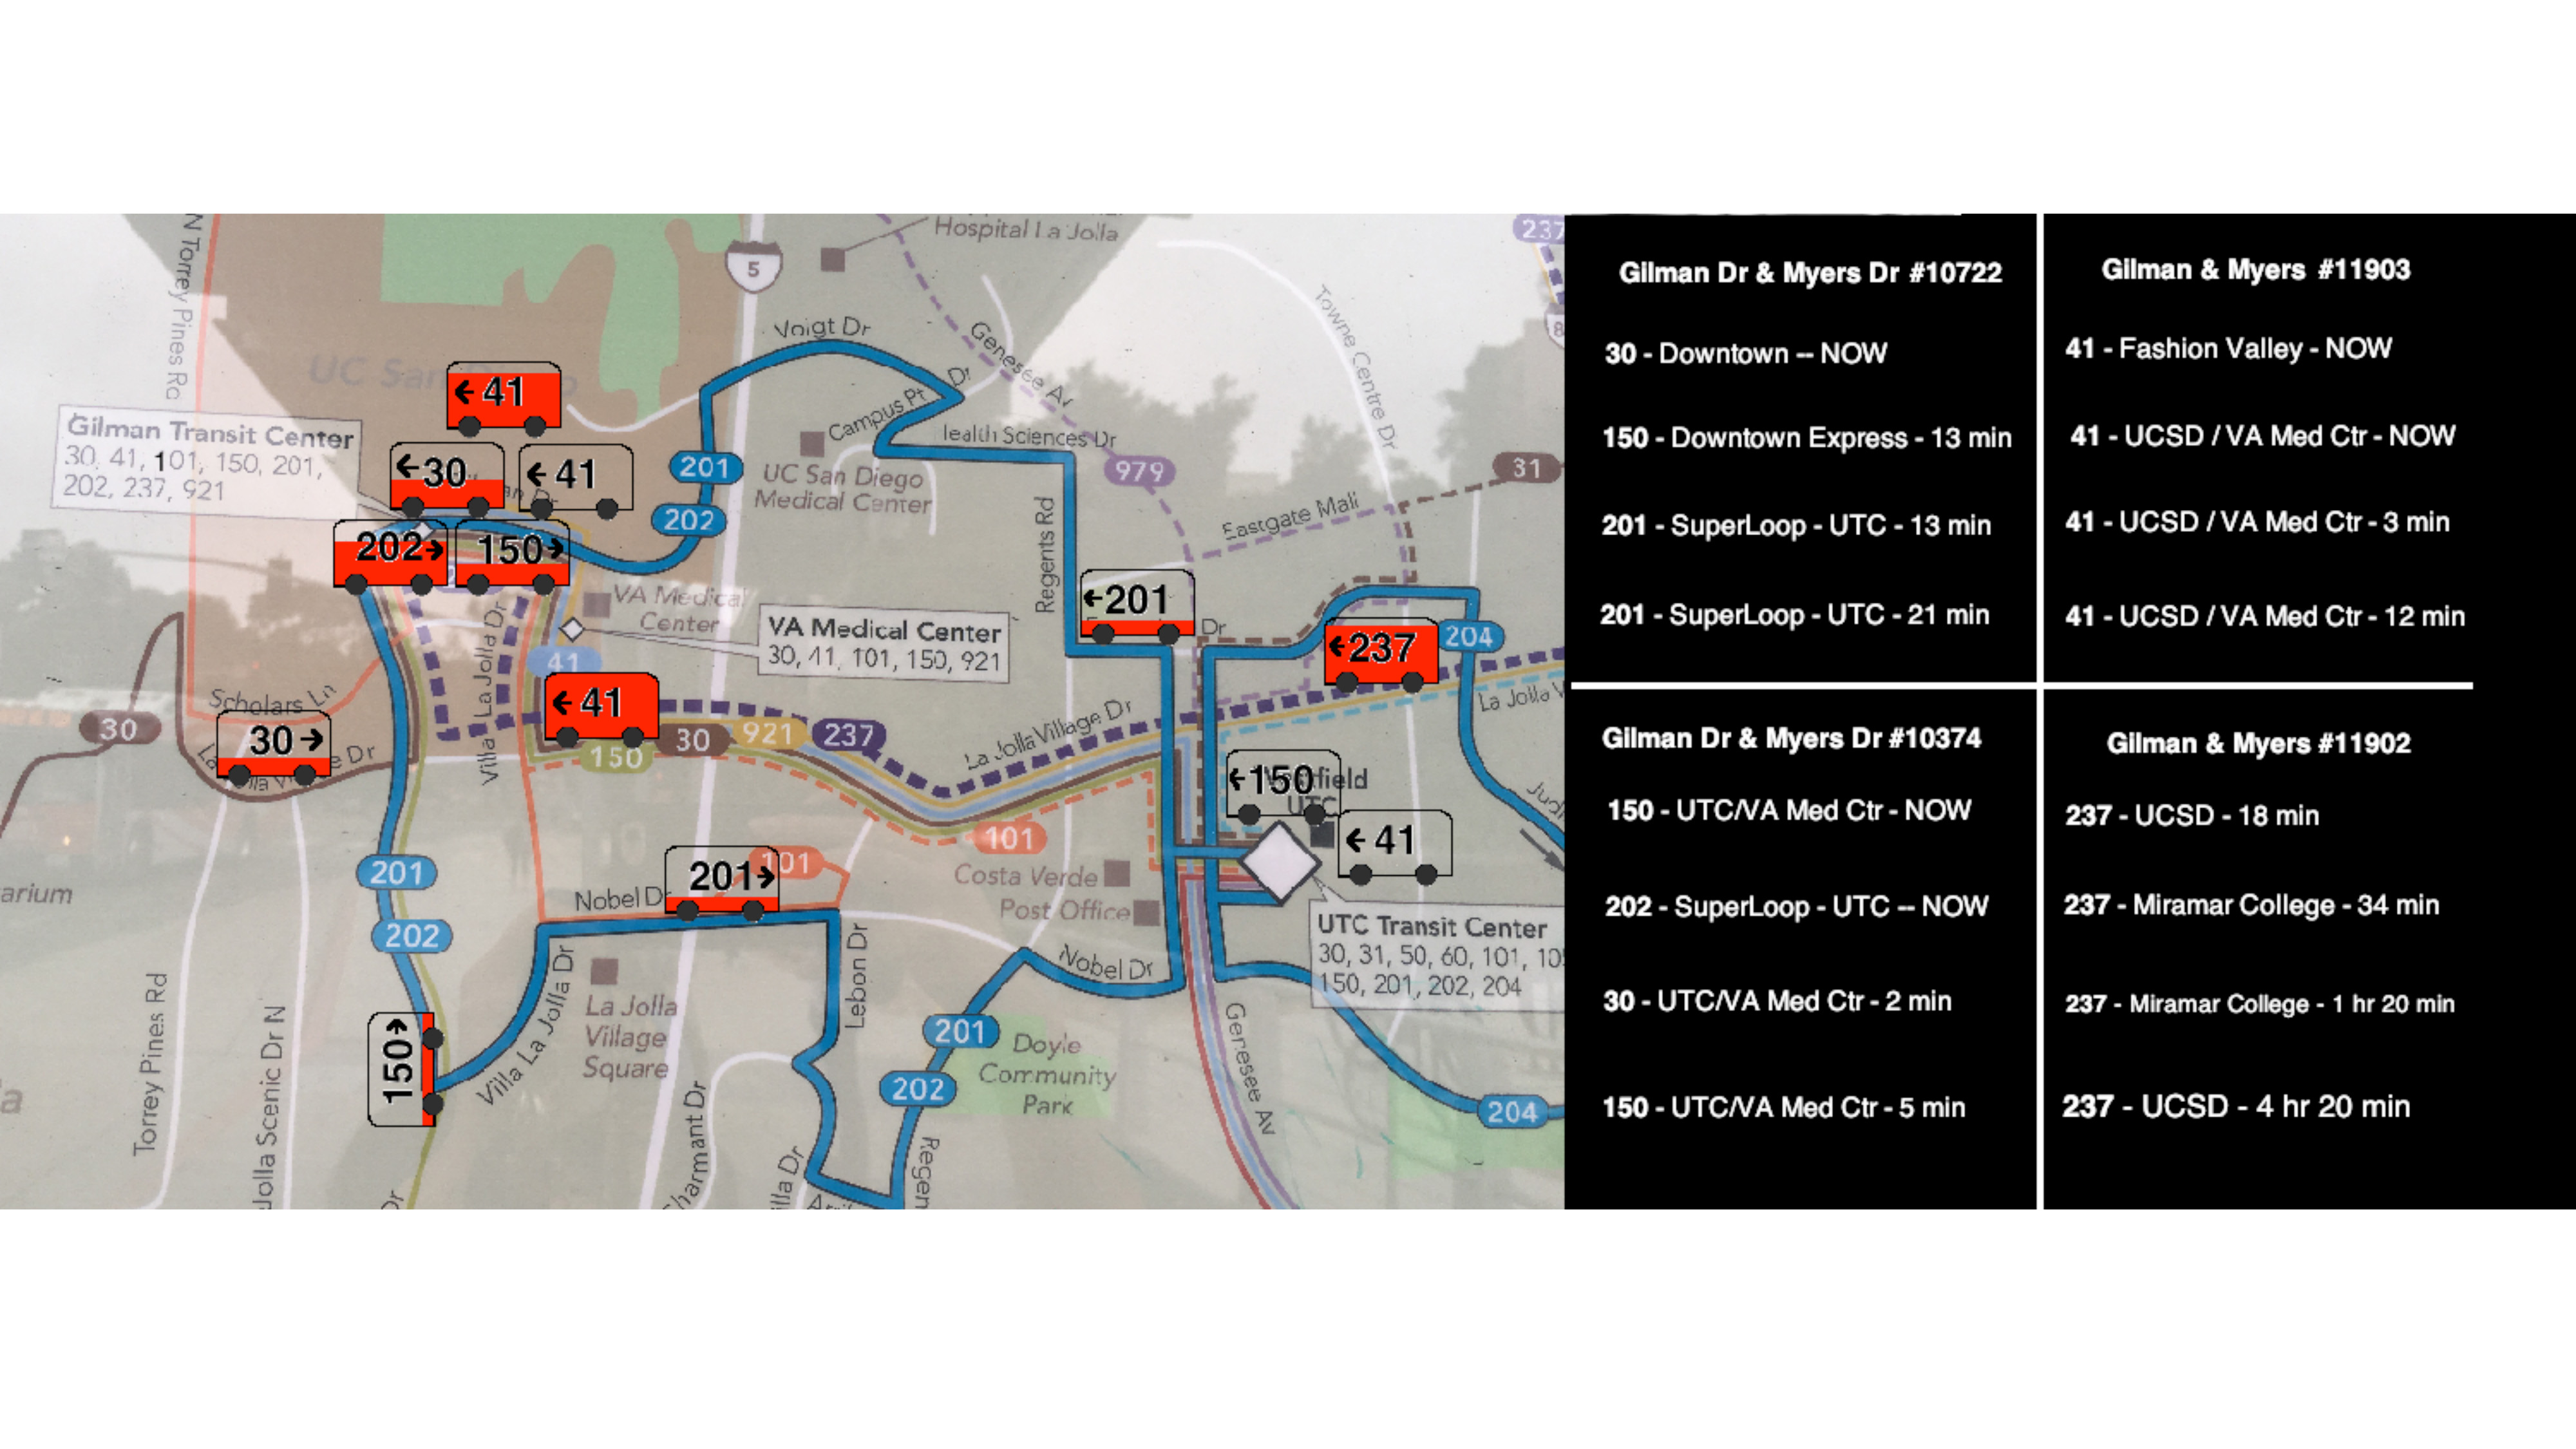 Hospital La Jolla
N Torrey Pines Rd
5
237
Voigt Dr
Genesee Av
Towne Centre Dr
UC San Diego
← 41
Campus Pt Dr
Health Sciences Dr
Gilman Transit Center
30, 41, 101, 150, 201,
202, 237, 921
←30
← 41
201
UC San Diego
Medical Center
979
31
202
Eastgate Mall
Regents Rd
202→
150→
VA Medical
Center
←201
Dr
VA Medical Center
30, 41, 101, 150, 921
41
←237
204
Villa La Jolla Dr
Scholars Ln
← 41
30
30 →
La Jolla Village Dr
150
30
921
237
La Jolla Village Dr
La Jolla V
←150
Westfield
UTC
← 41
101
Jud
201
201→
101
Costa Verde
Post Office
Nobel Dr
arium
202
UTC Transit Center
30, 31, 50, 60, 101, 10
150, 201, 202, 204
Nobel Dr
Lebon Dr
Villa La Jolla Dr
La Jolla
Village
Square
150→
201
Doyle
Community
Park
202
Genesee Av
204
Torrey Pines Rd
Jolla Scenic Dr N
Charmant Dr
illa Dr
Regen
Dr
a
Gilman Dr & Myers Dr #10722
30 - Downtown -- NOW
150 - Downtown Express - 13 min
201 - SuperLoop - UTC - 13 min
201 - SuperLoop - UTC - 21 min
Gilman & Myers #11903
41 - Fashion Valley - NOW
41 - UCSD / VA Med Ctr - NOW
41 - UCSD / VA Med Ctr - 3 min
41 - UCSD / VA Med Ctr - 12 min
Gilman Dr & Myers Dr #10374
150 - UTC/VA Med Ctr - NOW
202 - SuperLoop - UTC -- NOW
30 - UTC/VA Med Ctr - 2 min
150 - UTC/VA Med Ctr - 5 min
Gilman & Myers #11902
237 - UCSD - 18 min
237 - Miramar College - 34 min
237 - Miramar College - 1 hr 20 min
237 - UCSD - 4 hr 20 min